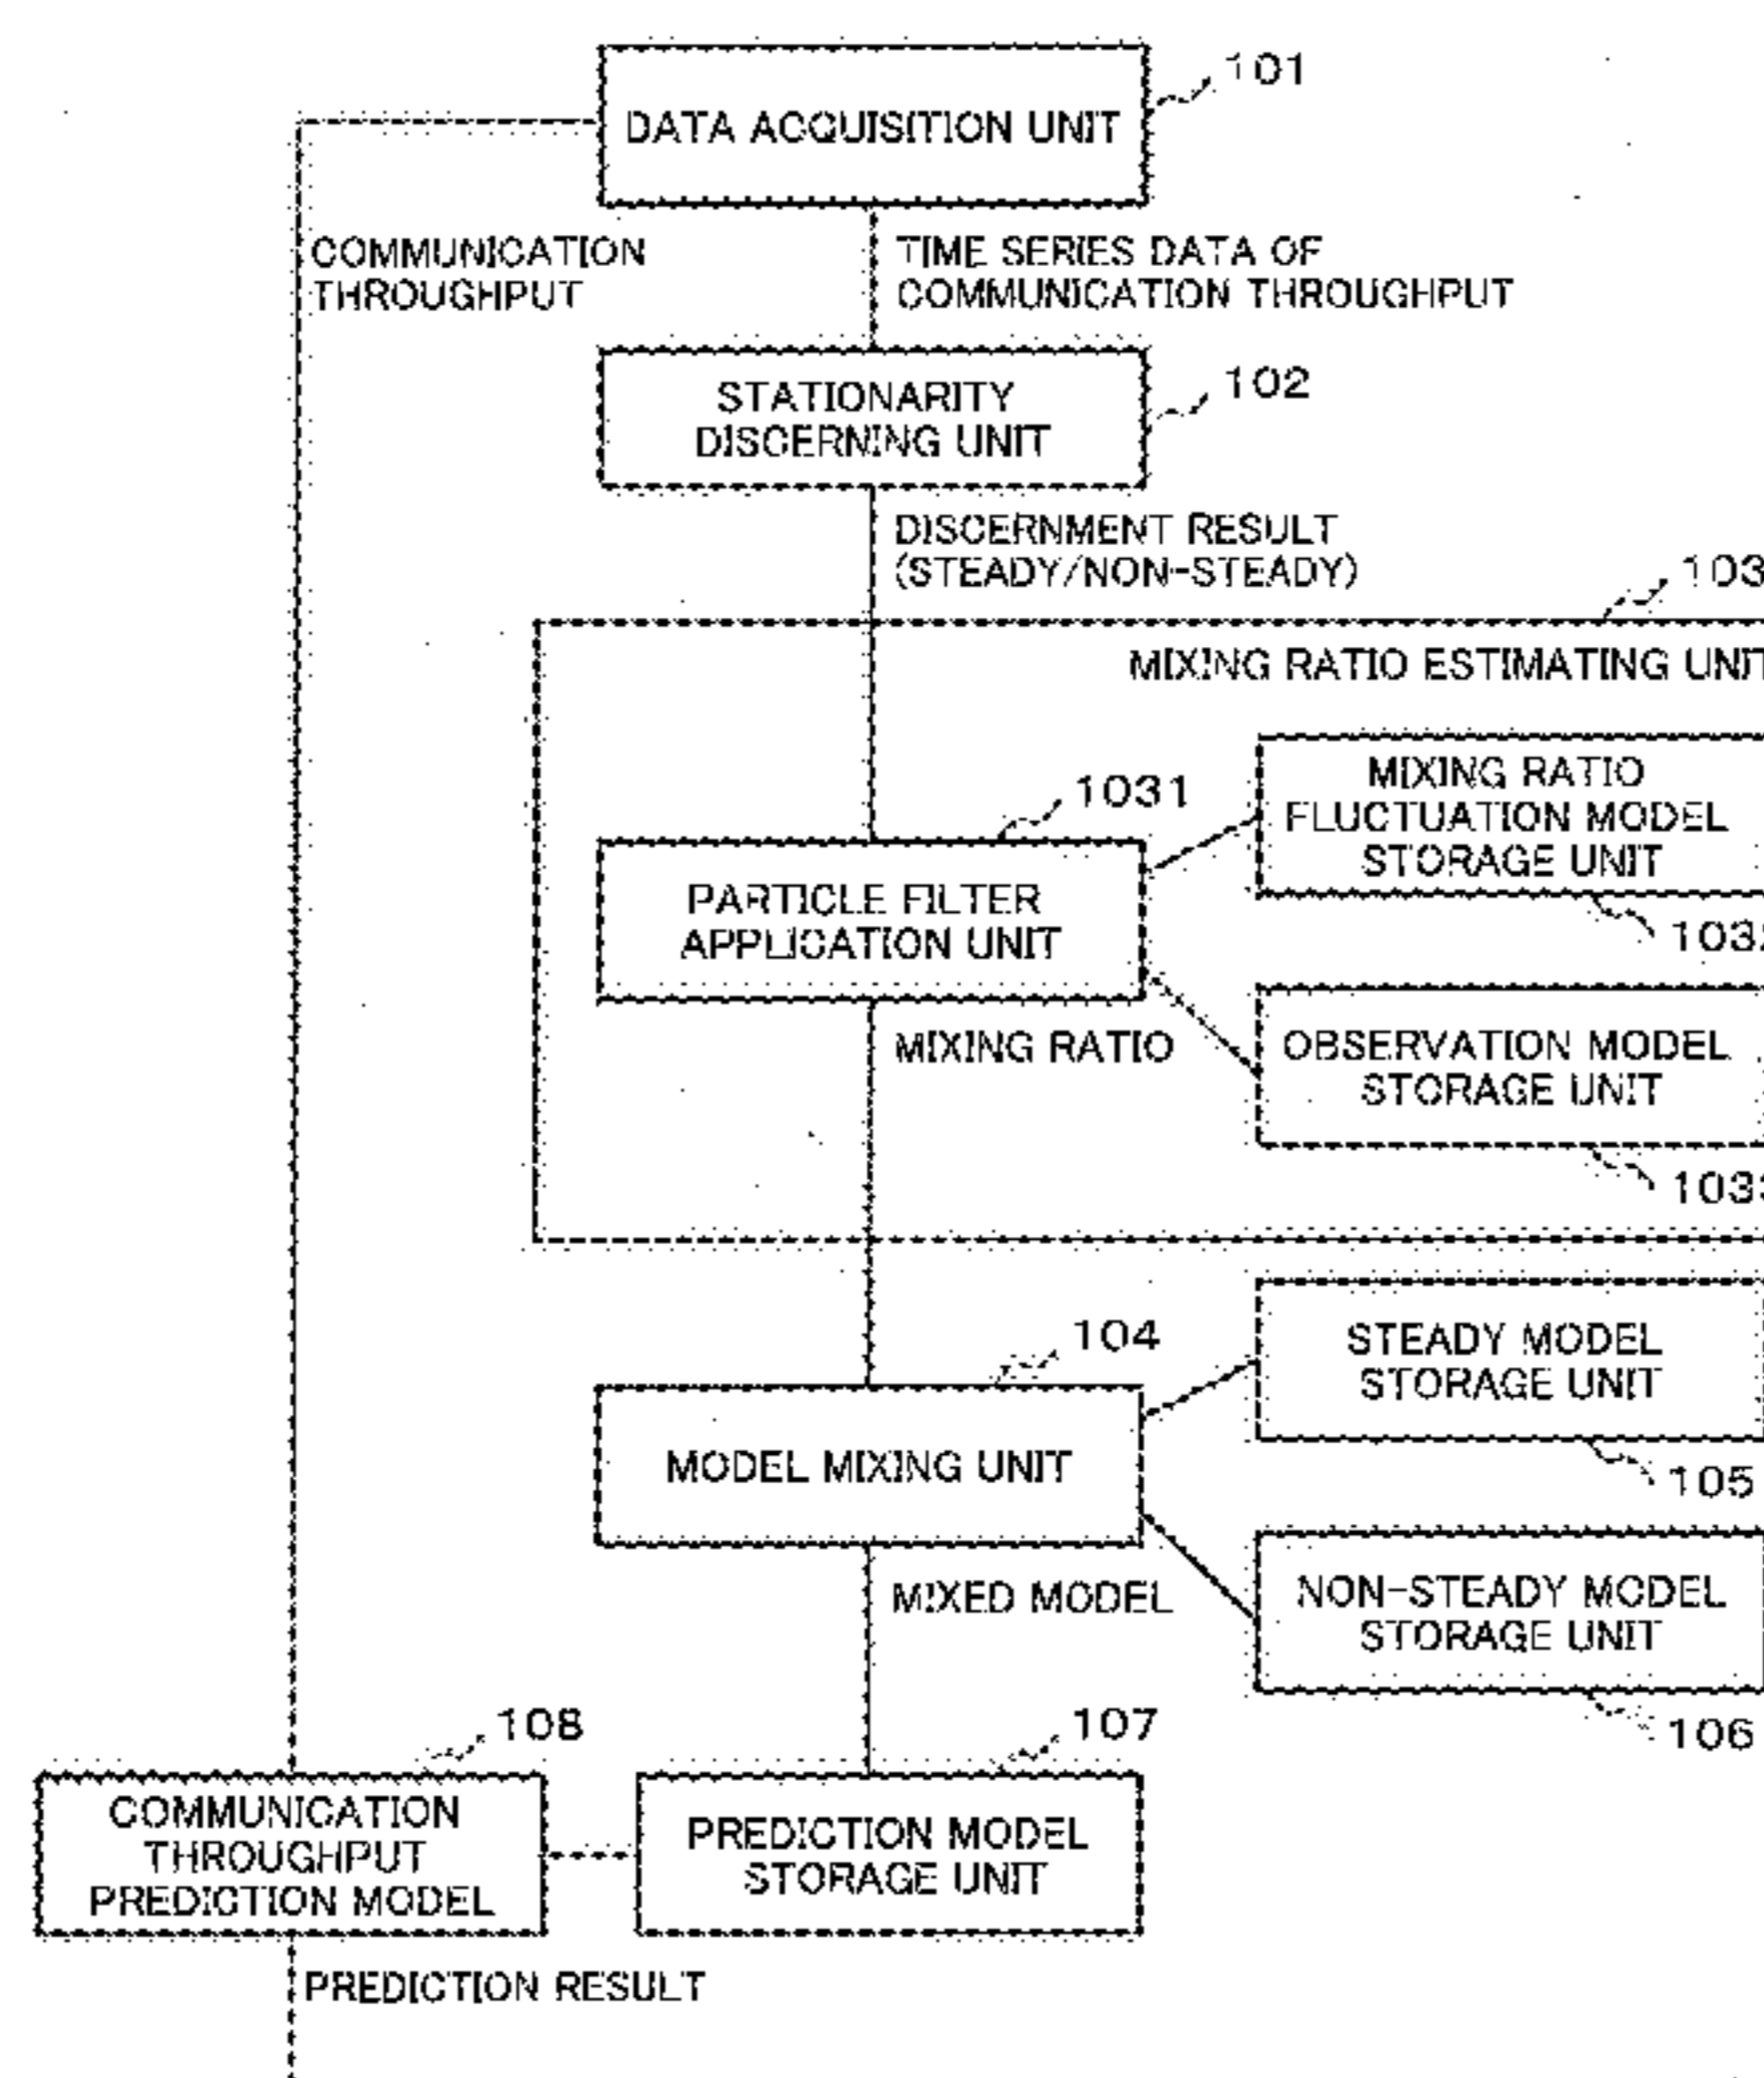 101
DATA ACQUISITION UNIT
COMMUNICATION
THROUGHPUT
TIME SERIES DATA OF
COMMUNICATION THROUGHPUT
102
STATIONARITY
DISCERNING UNIT
DISCERNMENT RESULT
(STEADY/NON-STEADY)
103
MIXING RATIO ESTIMATING UNIT
1031
PARTICLE FILTER
APPLICATION UNIT
MIXING RATIO
FLUCTUATION MODEL
STORAGE UNIT
1032
MIXING RATIO
OBSERVATION MODEL
STORAGE UNIT
1033
104
MODEL MIXING UNIT
STEADY MODEL
STORAGE UNIT
105
MIXED MODEL
NON-STEADY MODEL
STORAGE UNIT
106
108
COMMUNICATION
THROUGHPUT
PREDICTION MODEL
107
PREDICTION MODEL
STORAGE UNIT
PREDICTION RESULT